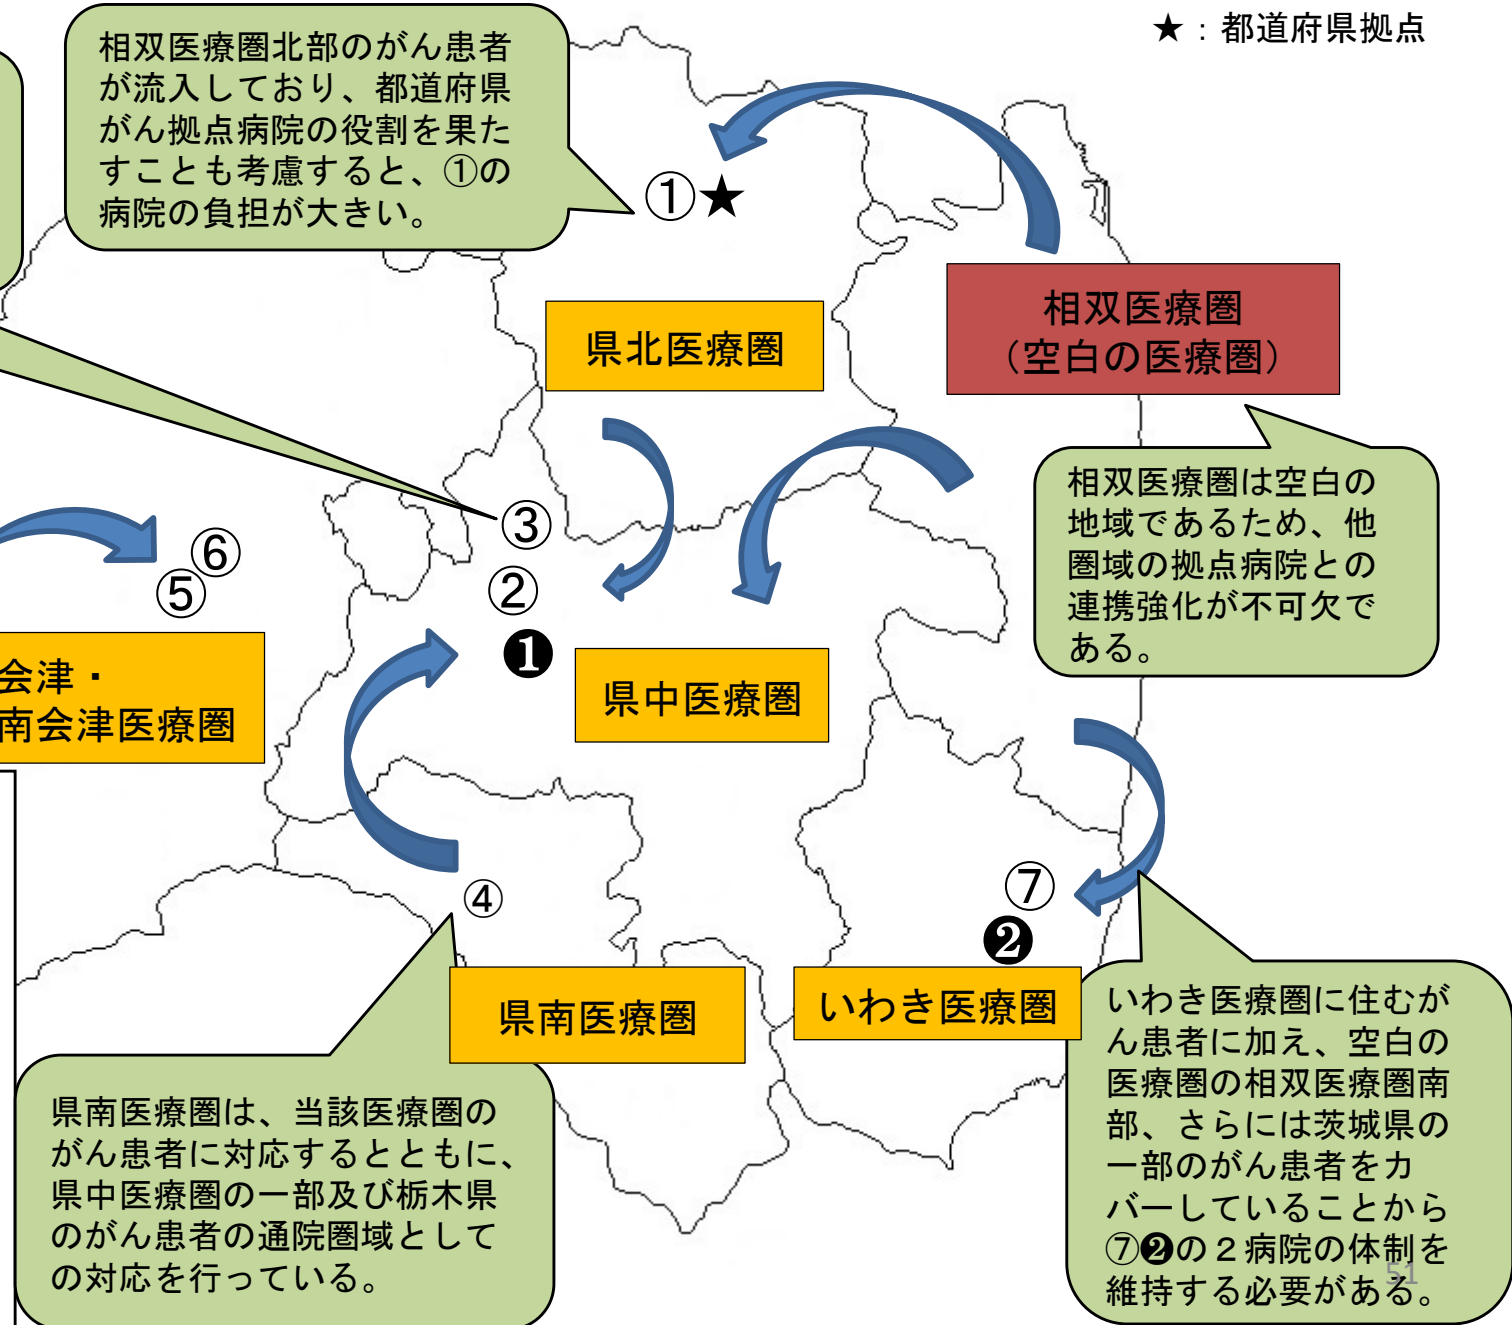 ★：都道府県拠点
相双医療圏北部のがん患者
が流入しており、都道府県
がん拠点病院の役割を果た
すことも考慮すると、①の
病院の負担が大きい。
①★
県北医療圏
相双医療圏
（空白の医療圏）
相双医療圏は空白の
地域であるため、他
圏域の拠点病院との
連携強化が不可欠で
ある。
③
②
❶
⑥
⑤
会津・
南会津医療圏
県中医療圏
④
⑦
❷
県南医療圏
いわき医療圏
県南医療圏は、当該医療圏の
がん患者に対応するとともに、
県中医療圏の一部及び栃木県
のがん患者の通院圏域として
の対応を行っている。
いわき医療圏に住むが
ん患者に加え、空白の
医療圏の相双医療圏南
部、さらには茨城県の
一部のがん患者をカ
バーしていることから
⑦❷の２病院の体制を
維持する必要がある。
51